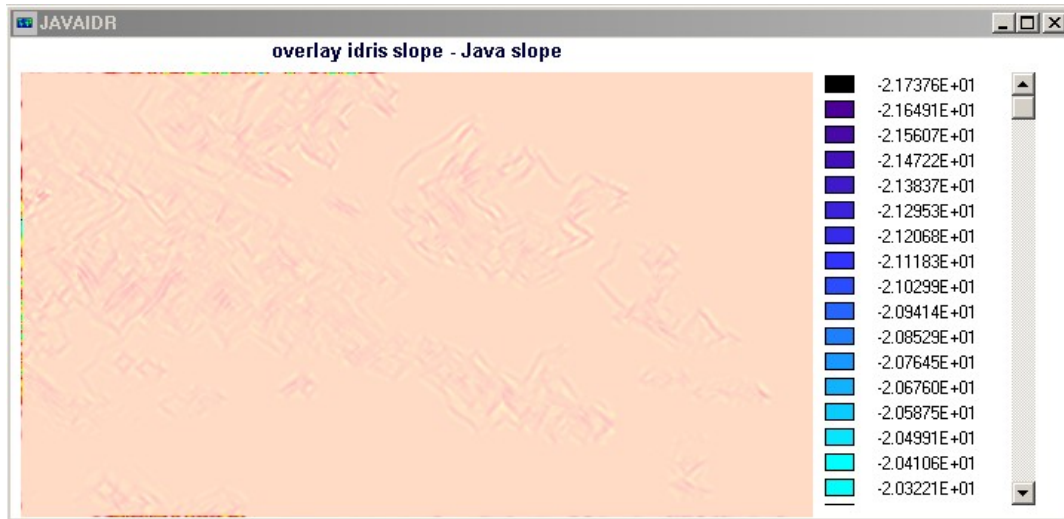 JAVAIDR
overlay idris slope - Java slope
-2.17376E+01
-2.16491E+01
-2.15607E+01
-2.14722E+01
-2.13837E+01
-2.12953E+01
-2.12068E+01
-2.11183E+01
-2.10299E+01
-2.09414E+01
-2.08529E+01
-2.07645E+01
-2.06760E+01
-2.05875E+01
-2.04991E+01
-2.04106E+01
-2.03221E+01